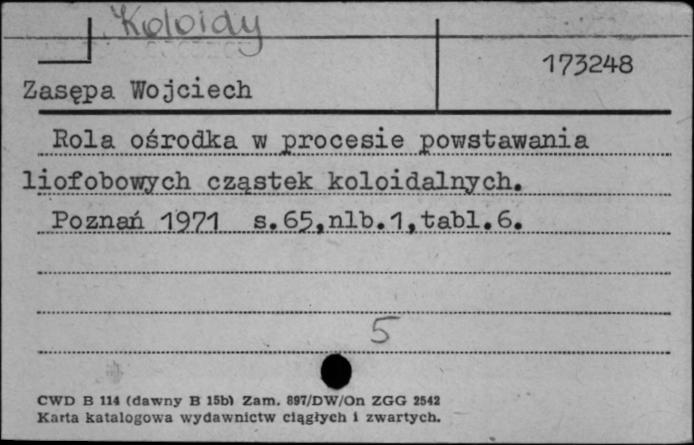 Koloidy
173248
Zasępa Wojciech
Rola ośrodka w procesie powstawania
liofobowych cząstek koloidalnych.
Poznań 1971 s.65,nlb.1,tabl.6.
5
CWD B 114 (dawny B 15b) Zam. 897/DW/On ZGG 2542
Karta katalogowa wydawnictw ciągłych i zwartych.